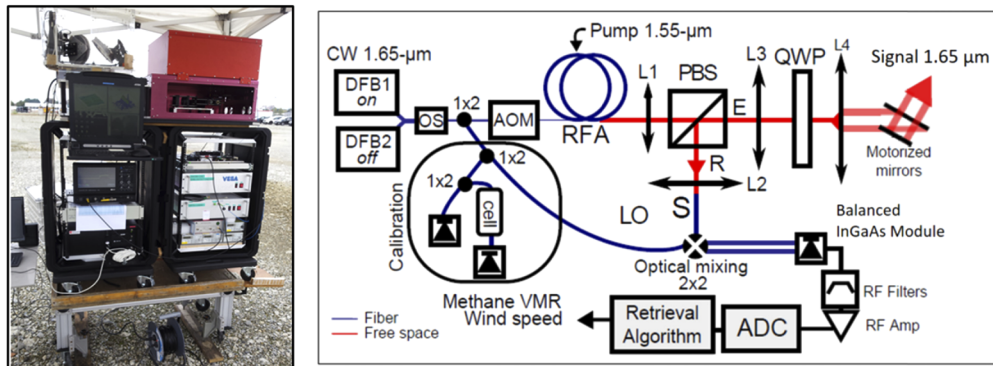 VEGA
CW 1.65-µm
DFB1
on
DFB2
off
OS
1x2
AOM
Pump 1.55-µm
RFA
L1
PBS
E
R
L3
QWP
L4
Signal 1.65 µm
Motorized
mirrors
L2
S
LO
1x2
1x2
cell
Calibration
Optical mixing
2x2
Balanced
InGaAs Module
RF Filters
RF Amp
ADC
Retrieval
Algorithm
Methane VMR
Wind speed
Fiber
Free space